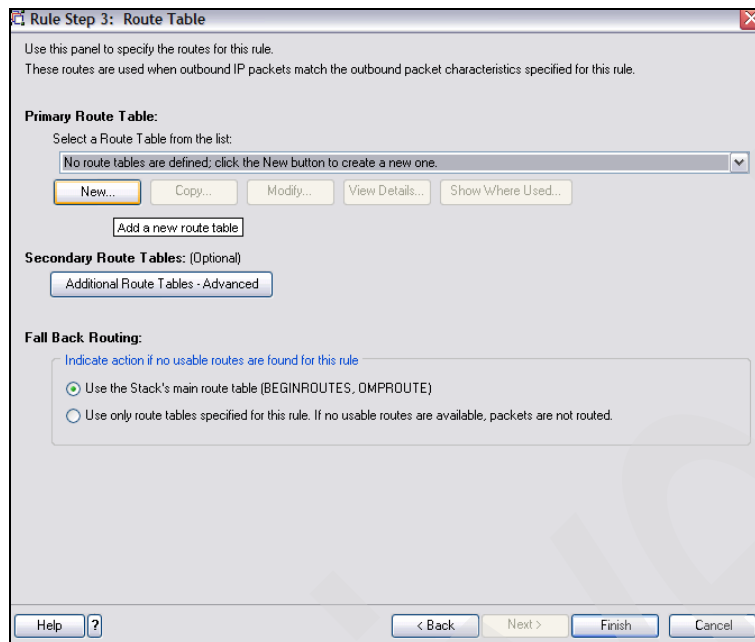 Rule Step 3: Route Table
Use this panel to specify the routes for this rule.
These routes are used when outbound IP packets match the outbound packet characteristics specified for this rule.
Primary Route Table:
Select a Route Table from the list:
No route tables are defined; click the New button to create a new one.
New... Copy... Modify... View Details... Show Where Used...
Add a new route table
Secondary Route Tables: (Optional)
Additional Route Tables - Advanced
Fall Back Routing:
Indicate action if no usable routes are found for this rule
Use the Stack's main route table (BEGINROUTES, OMPROUTE)
Use only route tables specified for this rule. If no usable routes are available, packets are not routed.
Help ? < Back Next > Finish Cancel